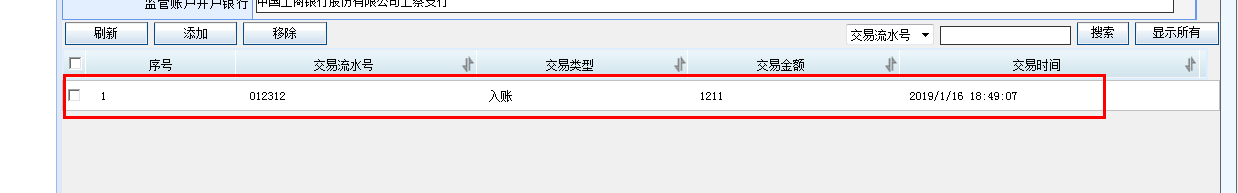 监管账户开户银行 中国工商银行股份有限公司上蔡支行
刷新 添加 移除 交易流水号 搜索 显示所有
序号 交易流水号 交易类型 交易金额 交易时间
1 012312 入账 1211 2019/1/16 18:49:07